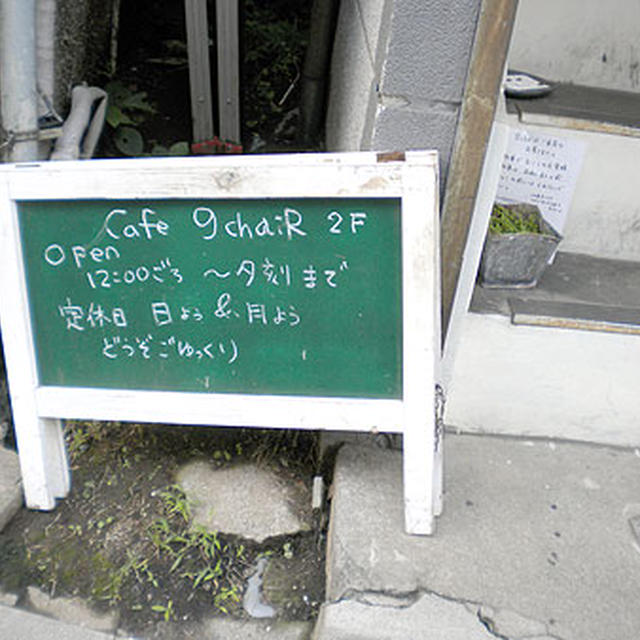 Cafe 9chaiR 2F
Open
12:00ごろ 〜夕刻まで
定休日 日よう & 月よう
どうぞごゆっくり